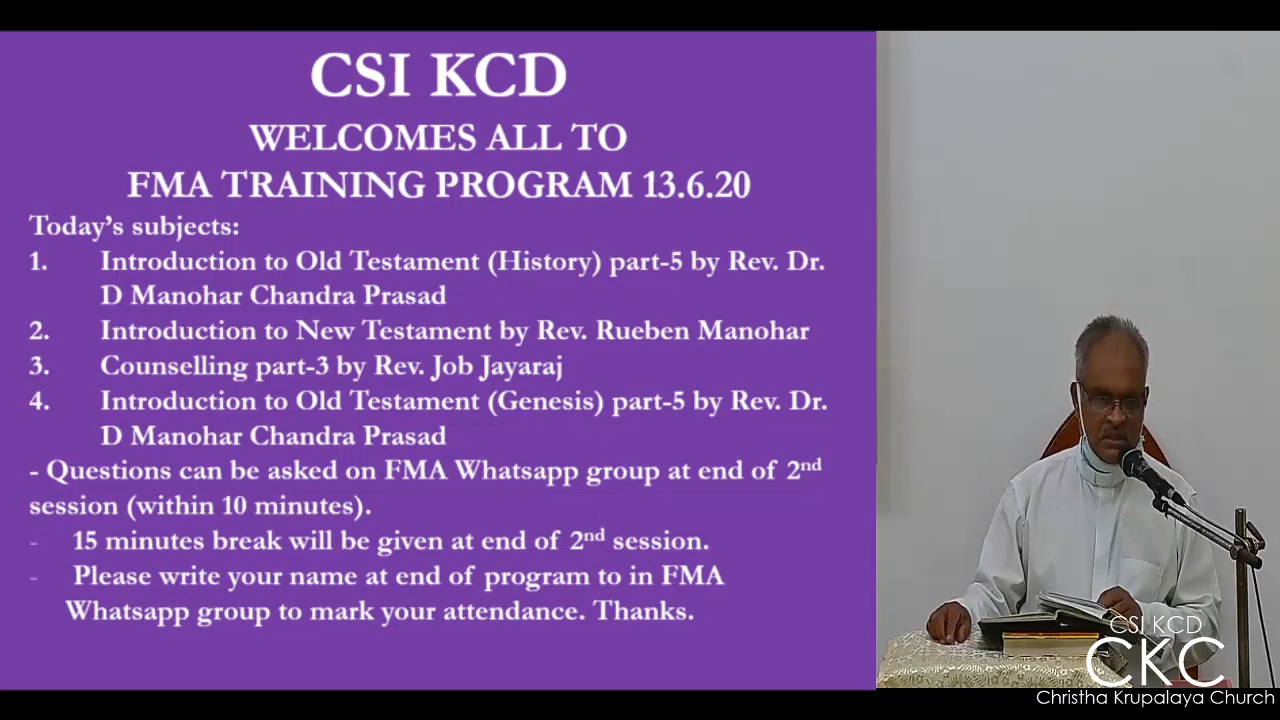 CSI KCD
WELCOMES ALL TO
FMA TRAINING PROGRAM 13.6.20
Today's subjects:
1. Introduction to Old Testament (History) part-5 by Rev. Dr.
D Manohar Chandra Prasad
2. Introduction to New Testament by Rev. Rueben Manohar
3. Counselling part-3 by Rev. Job Jayaraj
4. Introduction to Old Testament (Genesis) part-5 by Rev. Dr.
D Manohar Chandra Prasad
- Questions can be asked on FMA Whatsapp group at end of 2nd
session (within 10 minutes).
- 15 minutes break will be given at end of 2nd session.
- Please write your name at end of program to in FMA
Whatsapp group to mark your attendance. Thanks.
CSI KCD
CKC
Christha Krupalaya Church